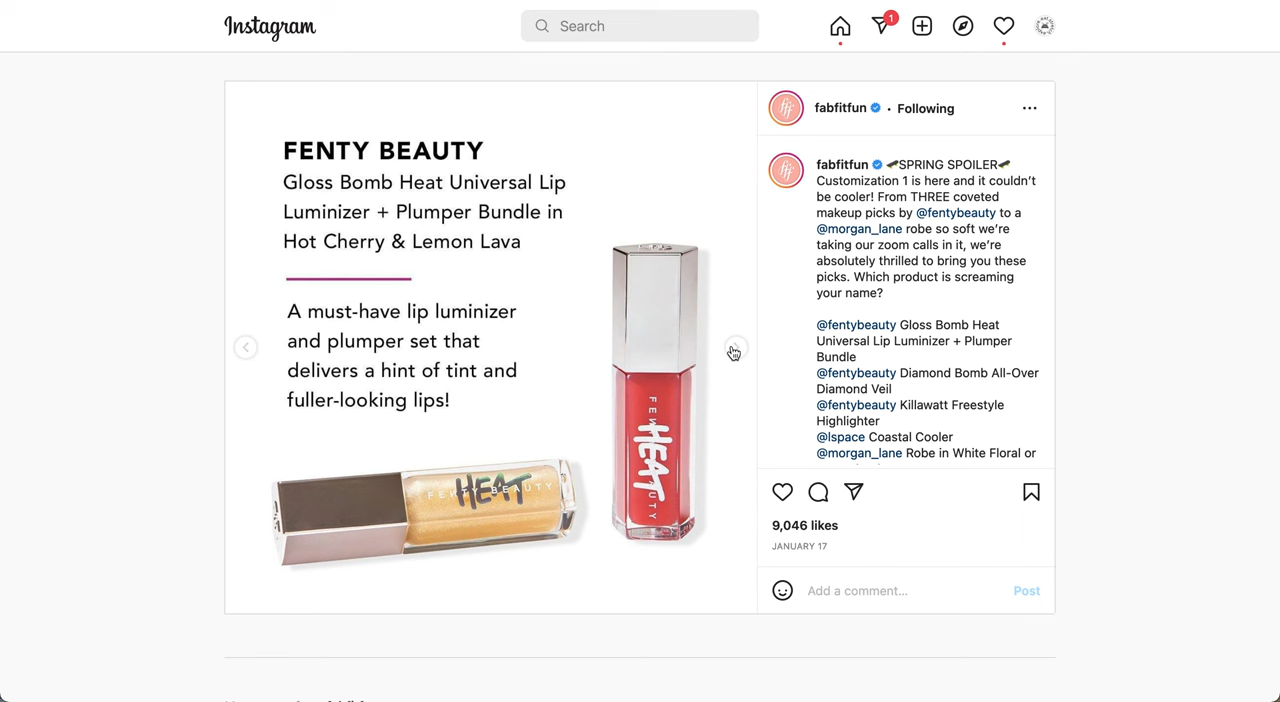 Instagram
Search
1
FENTY BEAUTY
Gloss Bomb Heat Universal Lip
Luminizer + Plumper Bundle in
Hot Cherry & Lemon Lava
A must-have lip luminizer
and plumper set that
delivers a hint of tint and
fuller-looking lips!
FENTY BEAUTY
HEAT
HEAT
fff
fabfitfun • Following
fff
fabfitfun SPRING SPOILER
Customization 1 is here and it couldn't
be cooler! From THREE coveted
makeup picks by @fentybeauty to a
@morgan_lane robe so soft we're
taking our zoom calls in it, we're
absolutely thrilled to bring you these
picks. Which product is screaming
your name?
@fentybeauty Gloss Bomb Heat
Universal Lip Luminizer + Plumper
Bundle
@fentybeauty Diamond Bomb All-Over
Diamond Veil
@fentybeauty Killawatt Freestyle
Highlighter
@lspace Coastal Cooler
@morgan_lane Robe in White Floral or
9,046 likes
JANUARY 17
Add a comment...
Post